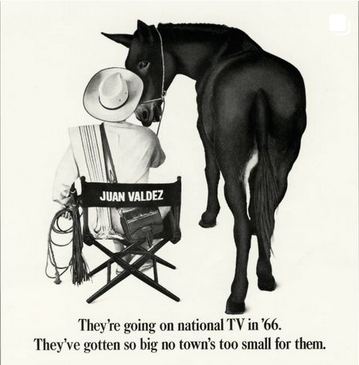 JUAN VALDEZ
They're going on national TV in '66.
They've gotten so big no town's too small for them.